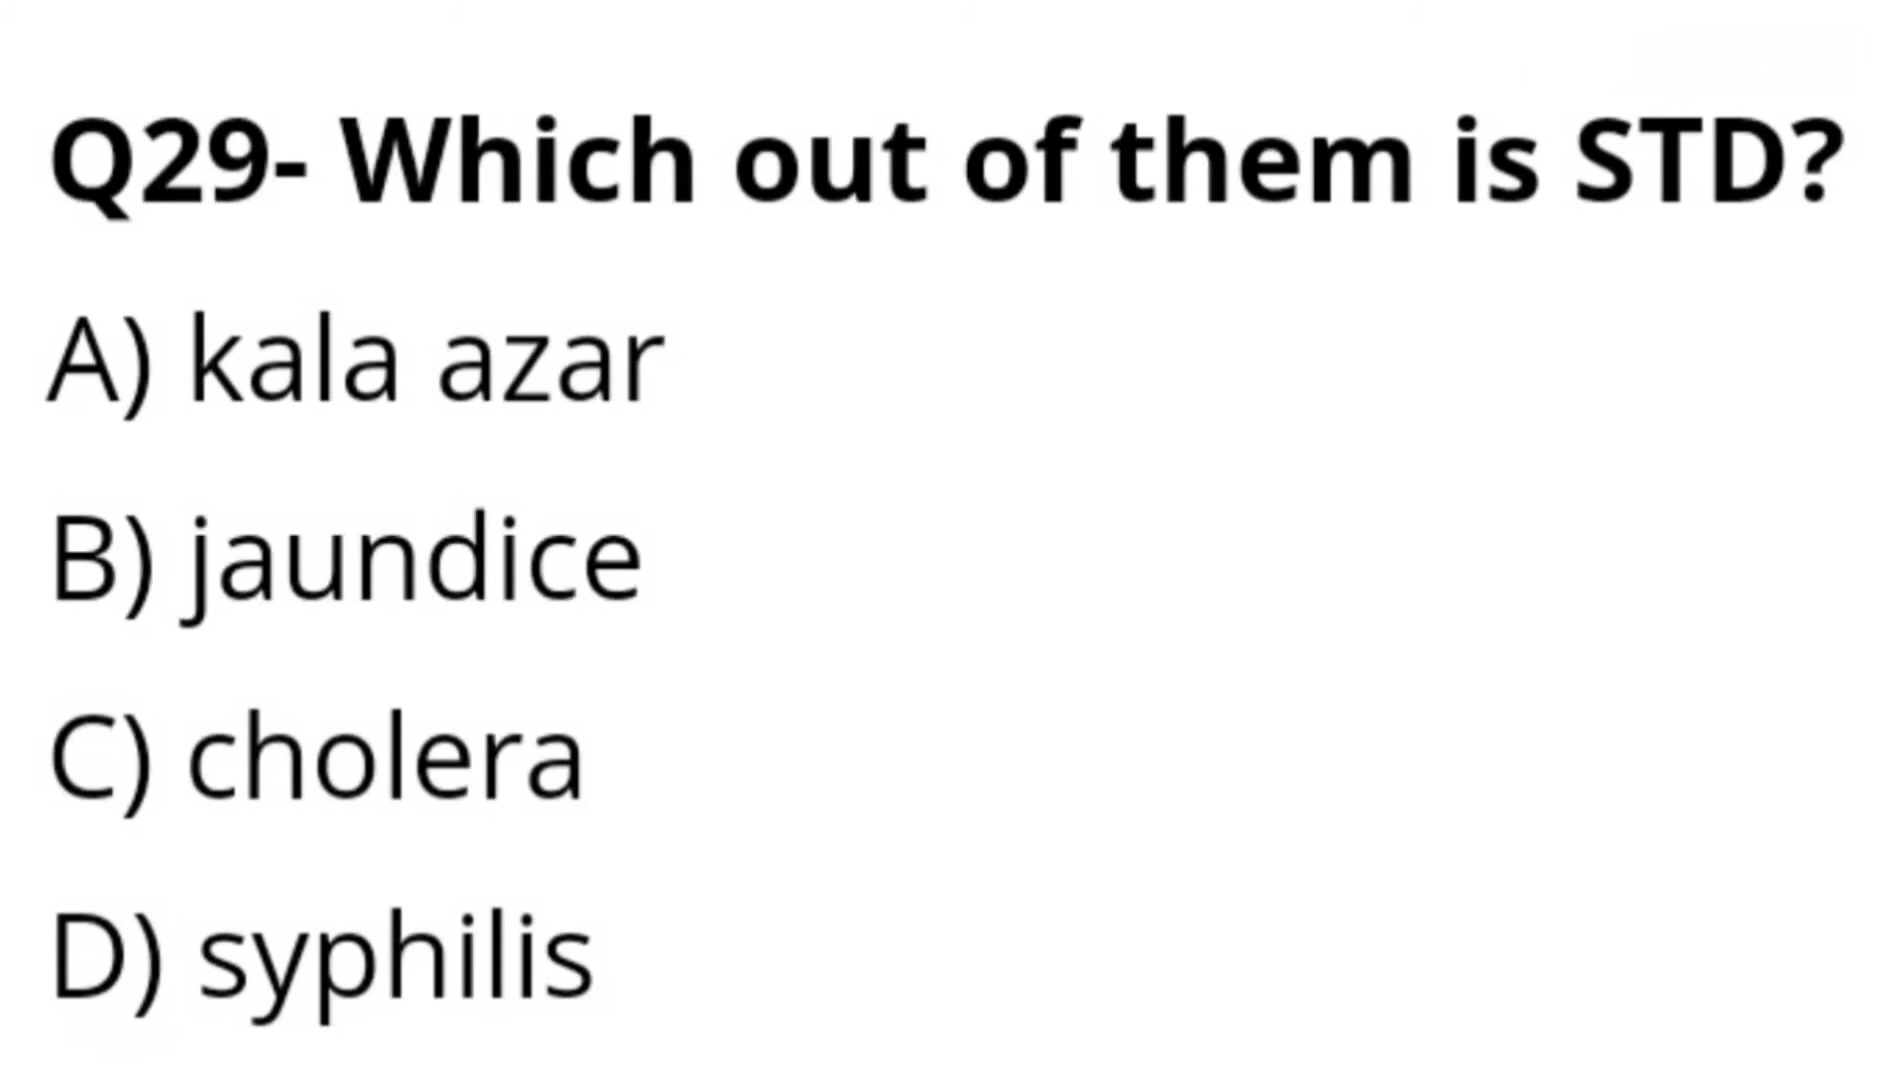 Q29- Which out of them is STD?
A) kala azar
B) jaundice
C) cholera
D) syphilis